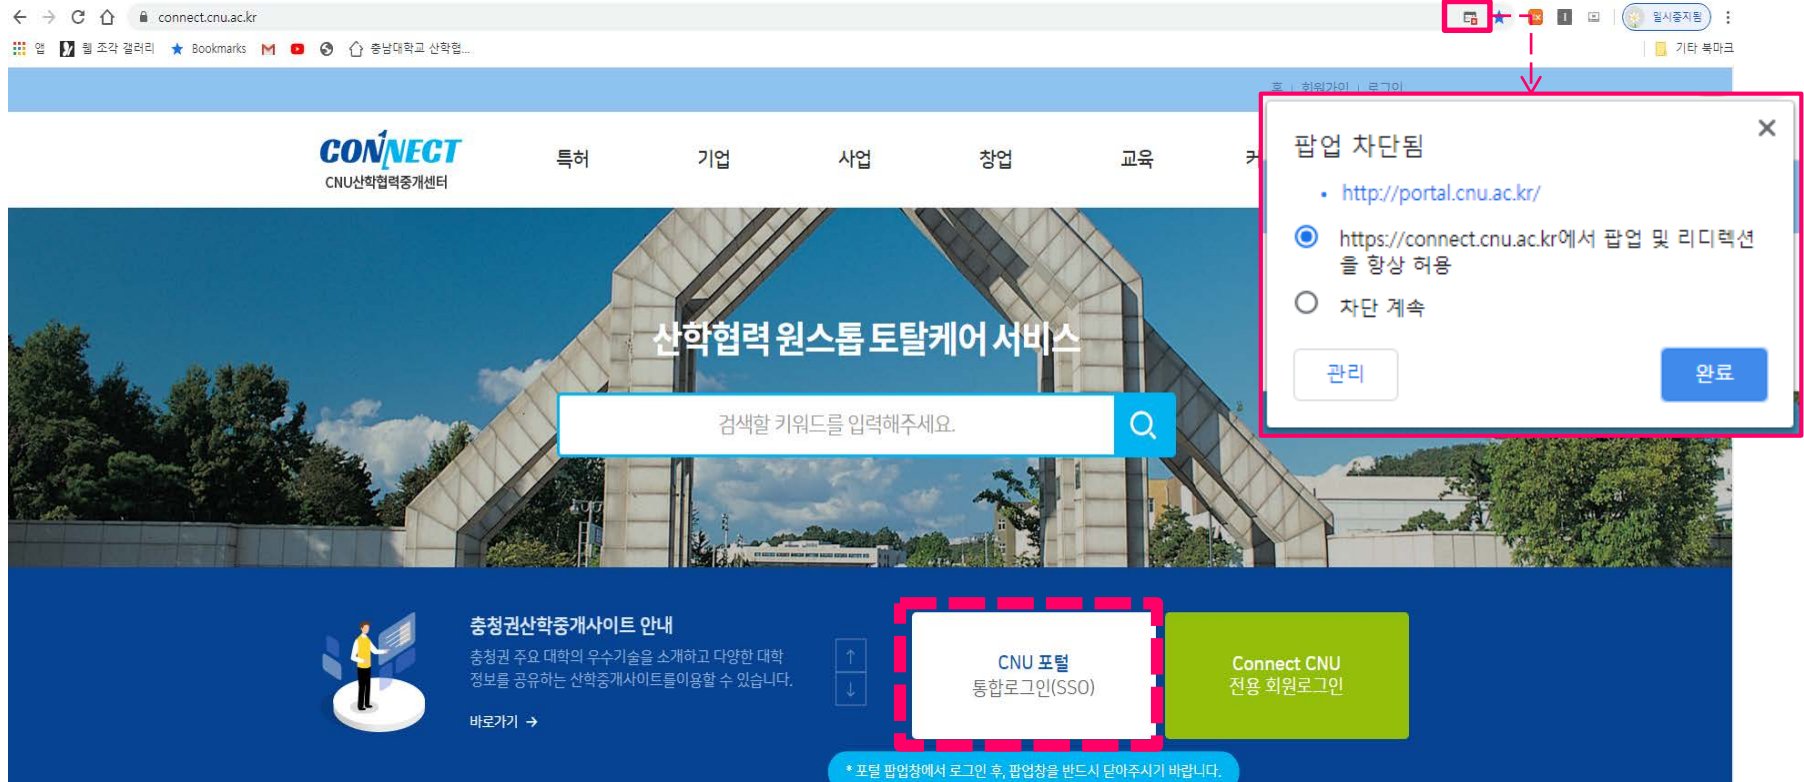 connect.cnu.ac.kr
일시중지됨
앱
웹 조각 갤러리
Bookmarks
충남대학교 산학협...
기타 북마크
홈 | 회원가입 | 로그인
CONNECT
CNU산학협력중개센터
특허
기업
사업
창업
교육
커
팝업 차단됨
http://portal.cnu.ac.kr/
https://connect.cnu.ac.kr에서 팝업 및 리디렉션
을 항상 허용
차단 계속
관리
완료
산학협력 원스톱 토탈케어 서비스
검색할 키워드를 입력해주세요.
충청권산학중개사이트 안내
충청권 주요 대학의 우수기술을 소개하고 다양한 대학
정보를 공유하는 산학중개사이트를이용할 수 있습니다.
바로가기 →
CNU 포털
통합로그인(SSO)
Connect CNU
전용 회원로그인
* 포털 팝업창에서 로그인 후, 팝업창을 반드시 닫아주시기 바랍니다.